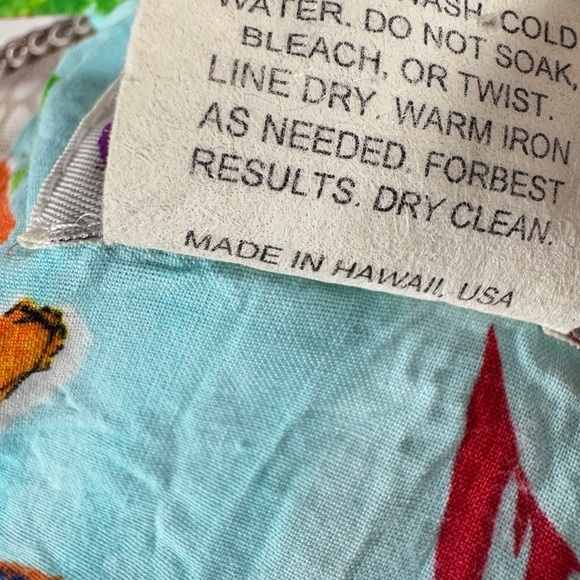 WASH, COLD
WATER. DO NOT SOAK,
BLEACH, OR TWIST.
LINE DRY. WARM IRON
AS NEEDED. FORBEST
RESULTS. DRY CLEAN.
MADE IN HAWAII, USA